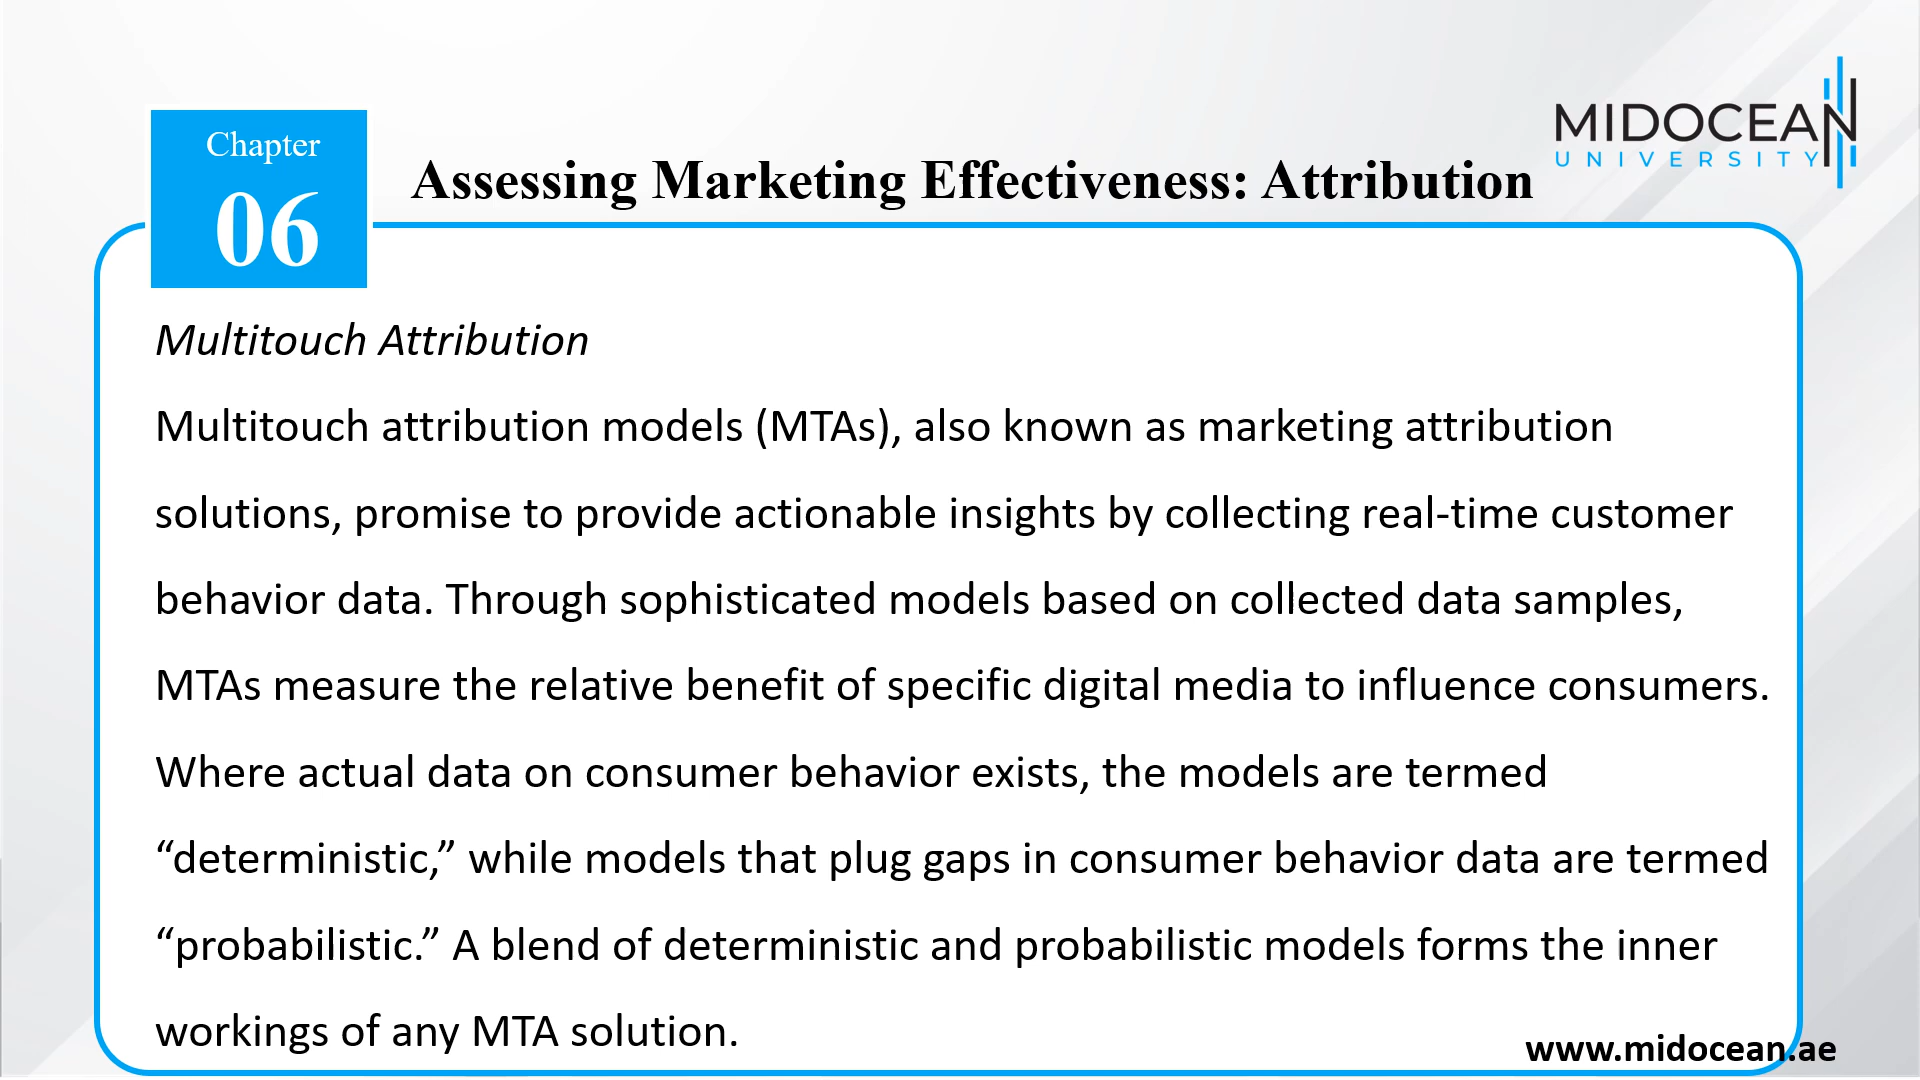 MIDOCEAN
UNIVERSITY
Chapter
06
Assessing Marketing Effectiveness: Attribution
Multitouch Attribution
Multitouch attribution models (MTAs), also known as marketing attribution
solutions, promise to provide actionable insights by collecting real-time customer
behavior data. Through sophisticated models based on collected data samples,
MTAs measure the relative benefit of specific digital media to influence consumers.
Where actual data on consumer behavior exists, the models are termed
“deterministic,” while models that plug gaps in consumer behavior data are termed
“probabilistic.” A blend of deterministic and probabilistic models forms the inner
workings of any MTA solution.
www.midocean.ae